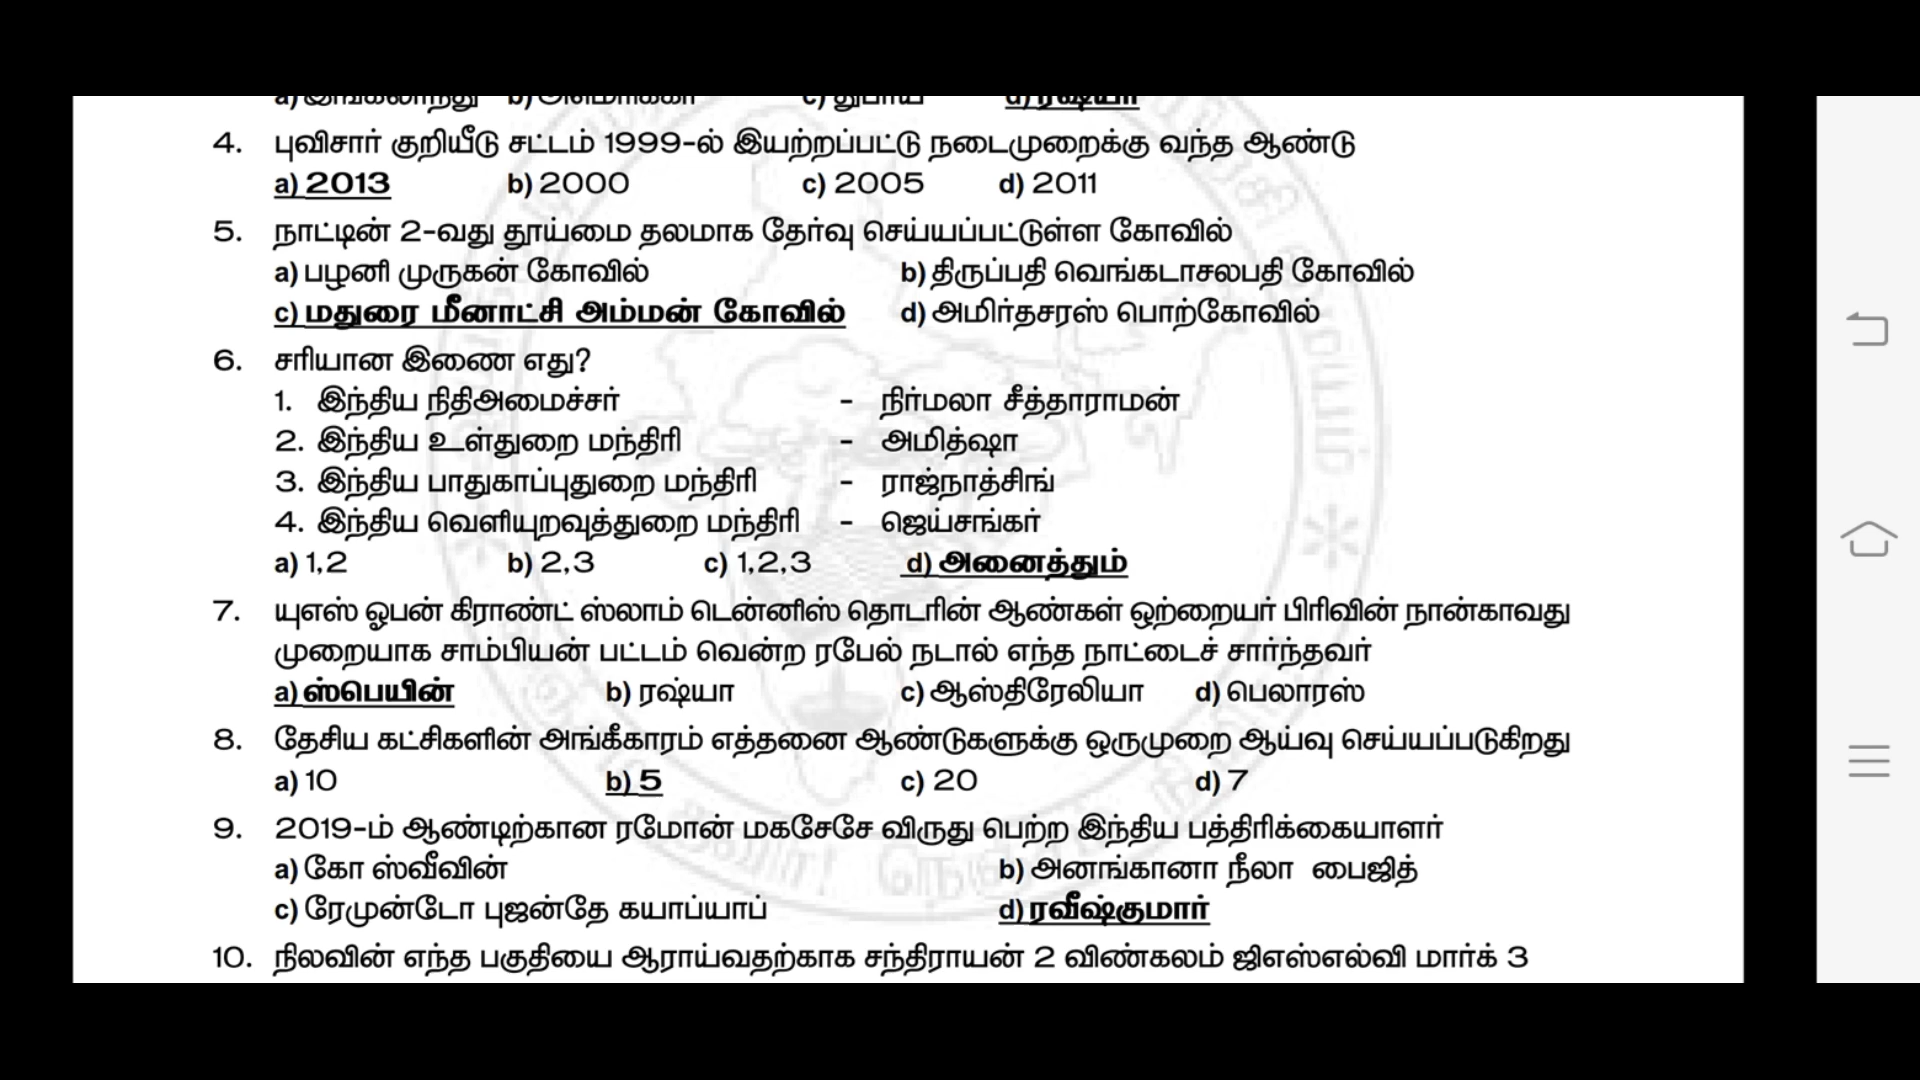 4. புவிசார் குறியீடு சட்டம் 1999-ல் இயற்றப்பட்டு நடைமுறைக்கு வந்த ஆண்டு
a) 2013 b) 2000 c) 2005 d) 2011
5. நாட்டின் 2-வது தூய்மை தலமாக தேர்வு செய்யப்பட்டுள்ள கோவில்
a) பழனி முருகன் கோவில் b) திருப்பதி வெங்கடாசலபதி கோவில்
c) மதுரை மீனாட்சி அம்மன் கோவில் d) அமிர்தசரஸ் பொற்கோவில்
6. சரியான இணை எது?
1. இந்திய நிதிஅமைச்சர் - நிர்மலா சீத்தாராமன்
2. இந்திய உள்துறை மந்திரி - அமித்ஷா
3. இந்திய பாதுகாப்புதுறை மந்திரி - ராஜ்நாத்சிங்
4. இந்திய வெளியுறவுத்துறை மந்திரி - ஜெய்சங்கர்
a) 1,2 b) 2,3 c) 1,2,3 d) அனைத்தும்
7. யுஎஸ் ஓபன் கிராண்ட் ஸ்லாம் டென்னிஸ் தொடரின் ஆண்கள் ஒற்றையர் பிரிவின் நான்காவது
முறையாக சாம்பியன் பட்டம் வென்ற ரபேல் நடால் எந்த நாட்டைச் சார்ந்தவர்
a) ஸ்பெயின் b) ரஷ்யா c) ஆஸ்திரேலியா d) பெலாரஸ்
8. தேசிய கட்சிகளின் அங்கீகாரம் எத்தனை ஆண்டுகளுக்கு ஒருமுறை ஆய்வு செய்யப்படுகிறது
a) 10 b) 5 c) 20 d) 7
9. 2019-ம் ஆண்டிற்கான ரமோன் மகசேசே விருது பெற்ற இந்திய பத்திரிக்கையாளர்
a) கோ ஸ்வீவின் b) அனங்கானா நீலா பைஜித்
c) ரேமுன்டோ புஜன்தே கயாப்யாப் d) ரவீஷ்குமார்
10. நிலவின் எந்த பகுதியை ஆராய்வதற்காக சந்திராயன் 2 விண்கலம் ஜிஎஸ்எல்வி மார்க் 3